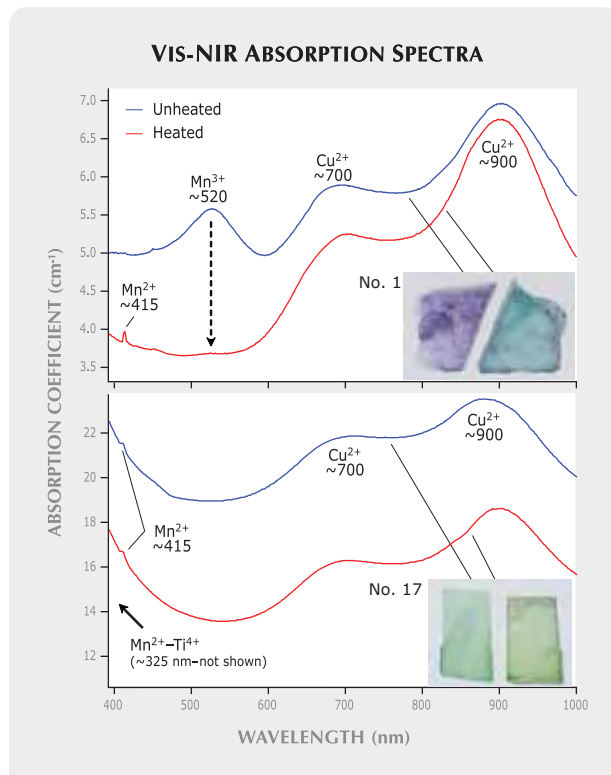 VIS-NIR ABSORPTION SPECTRA
7.0
6.5
6.0
5.5
5.0
4.5
4.0
3.5
Unheated
Heated
Mn³⁺
~520
Cu²⁺
~700
Cu²⁺
~900
Mn²⁺
~415
No. 1
22
20
18
16
14
12
Cu²⁺
~700
Cu²⁺
~900
Mn²⁺
~415
No. 17
Mn²⁺–Ti⁴⁺
(~325 nm–not shown)
400 500 600 700 800 900 1000
ABSORPTION COEFFICIENT (cm⁻¹)
WAVELENGTH (nm)